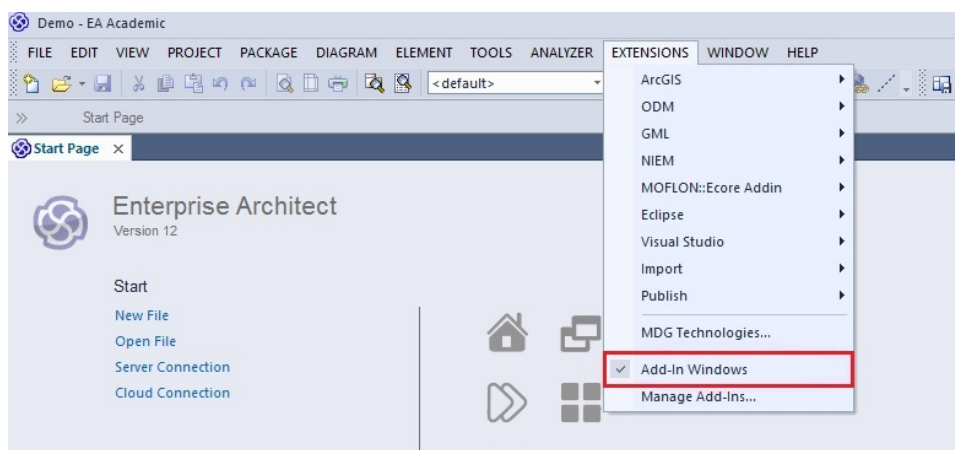 Demo - EA Academic
FILE EDIT VIEW PROJECT PACKAGE DIAGRAM ELEMENT TOOLS ANALYZER EXTENSIONS WINDOW HELP
<default>
Start Page
Start Page
Enterprise Architect
Version 12
Start
New File
Open File
Server Connection
Cloud Connection
ArcGIS
ODM
GML
NIEM
MOFLON::Ecore Addin
Eclipse
Visual Studio
Import
Publish
MDG Technologies...
Add-In Windows
Manage Add-Ins...